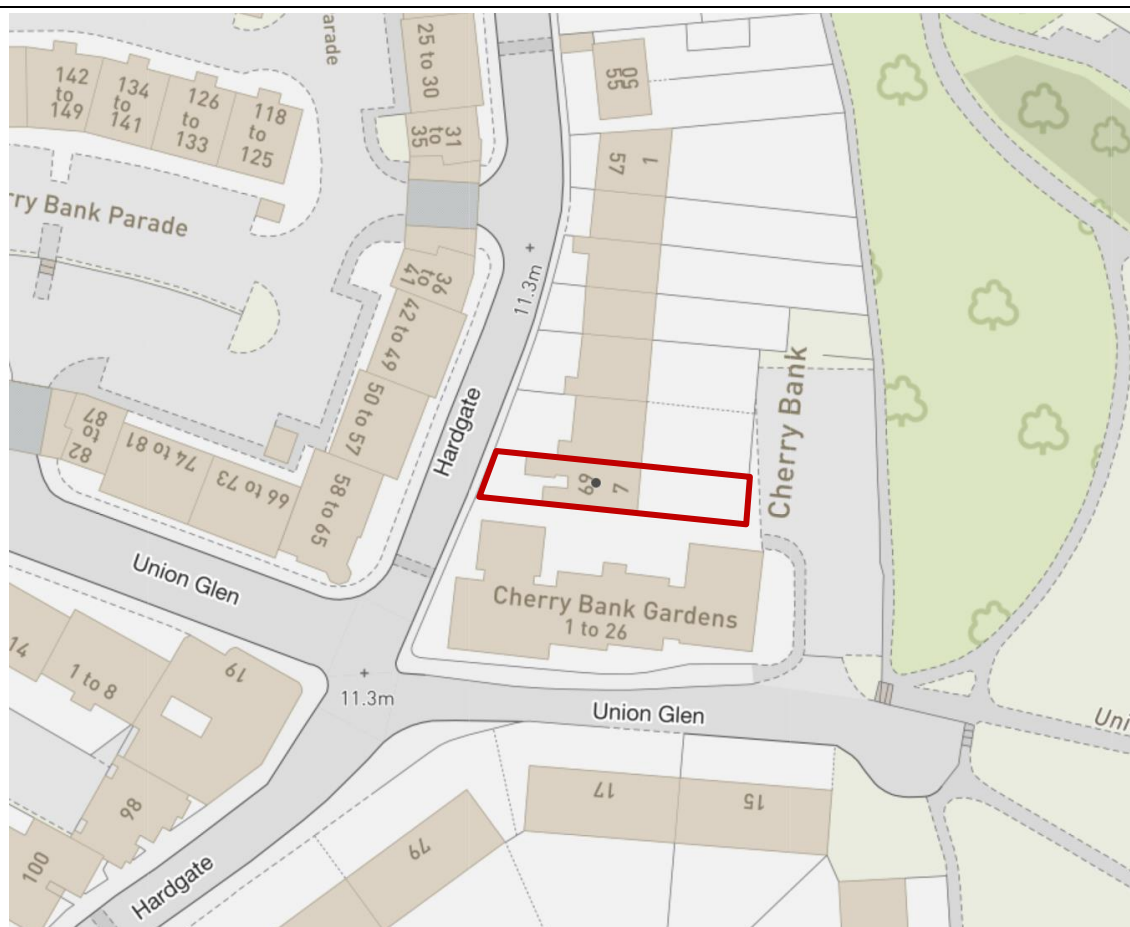 arade
142
to
149
134
to
141
126
to
133
118
to
125
25 to 30
31
to
35
50
55
1
57
rry Bank Parade
36
to
41
11.3m
42 to 49
50 to 57
Hardgate
Cherry Bank
87
to
82
74 to 81
66 to 73
58 to 65
69
7
Union Glen
Cherry Bank Gardens
1 to 26
14
1 to 8
19
11.3m
Union Glen
Uni
17
15
98
79
100
Hardgate